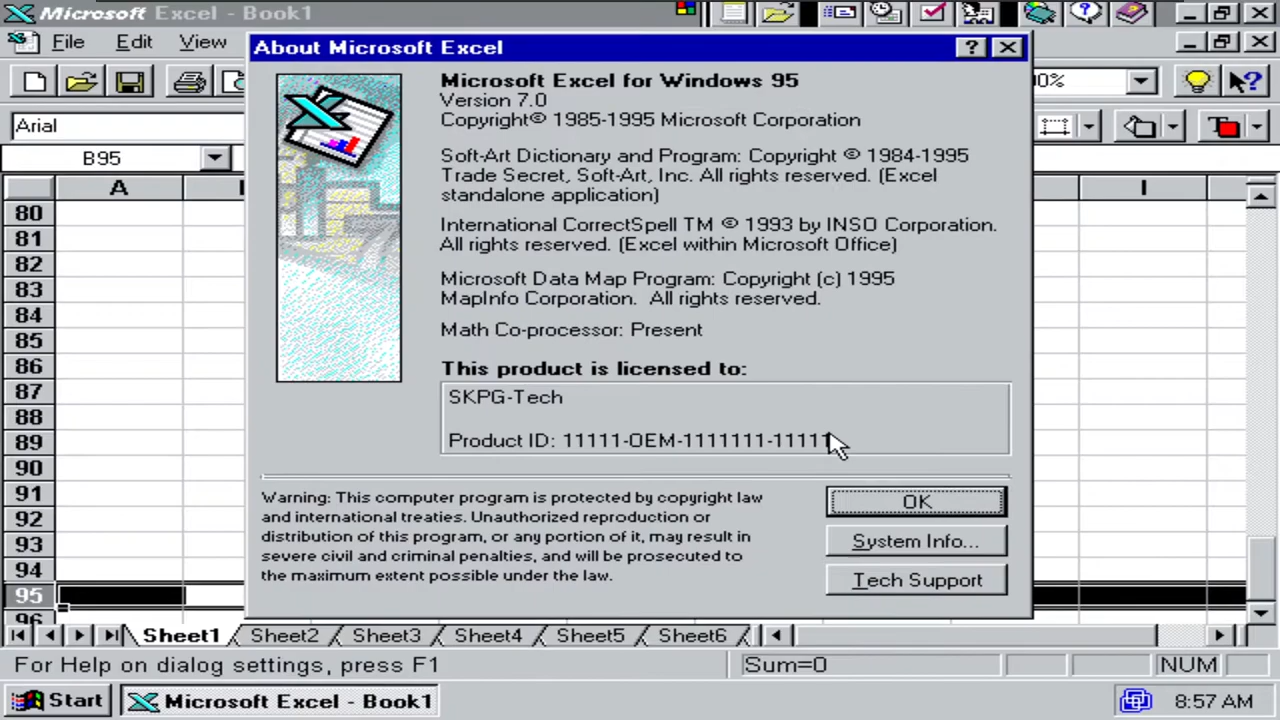 Microsoft Excel - Book1
File Edit View
About Microsoft Excel
Microsoft Excel for Windows 95
Version 7.0
Copyright© 1985-1995 Microsoft Corporation
Soft-Art Dictionary and Program: Copyright © 1984-1995
Trade Secret, Soft-Art, Inc. All rights reserved. (Excel
standalone application)
International CorrectSpell TM © 1993 by INSO Corporation.
All rights reserved. (Excel within Microsoft Office)
Microsoft Data Map Program: Copyright (c) 1995
MapInfo Corporation. All rights reserved.
Math Co-processor: Present
This product is licensed to:
SKPG-Tech
Product ID: 11111-OEM-1111111-11111
Warning: This computer program is protected by copyright law
and international treaties. Unauthorized reproduction or
distribution of this program, or any portion of it, may result in
severe civil and criminal penalties, and will be prosecuted to
the maximum extent possible under the law.
OK
System Info...
Tech Support
Arial
B95
A I
80
81
82
83
84
85
86
87
88
89
90
91
92
93
94
95
96
Sheet1 Sheet2 Sheet3 Sheet4 Sheet5 Sheet6
For Help on dialog settings, press F1 Sum=0 NUM
Start Microsoft Excel - Book1 8:57 AM